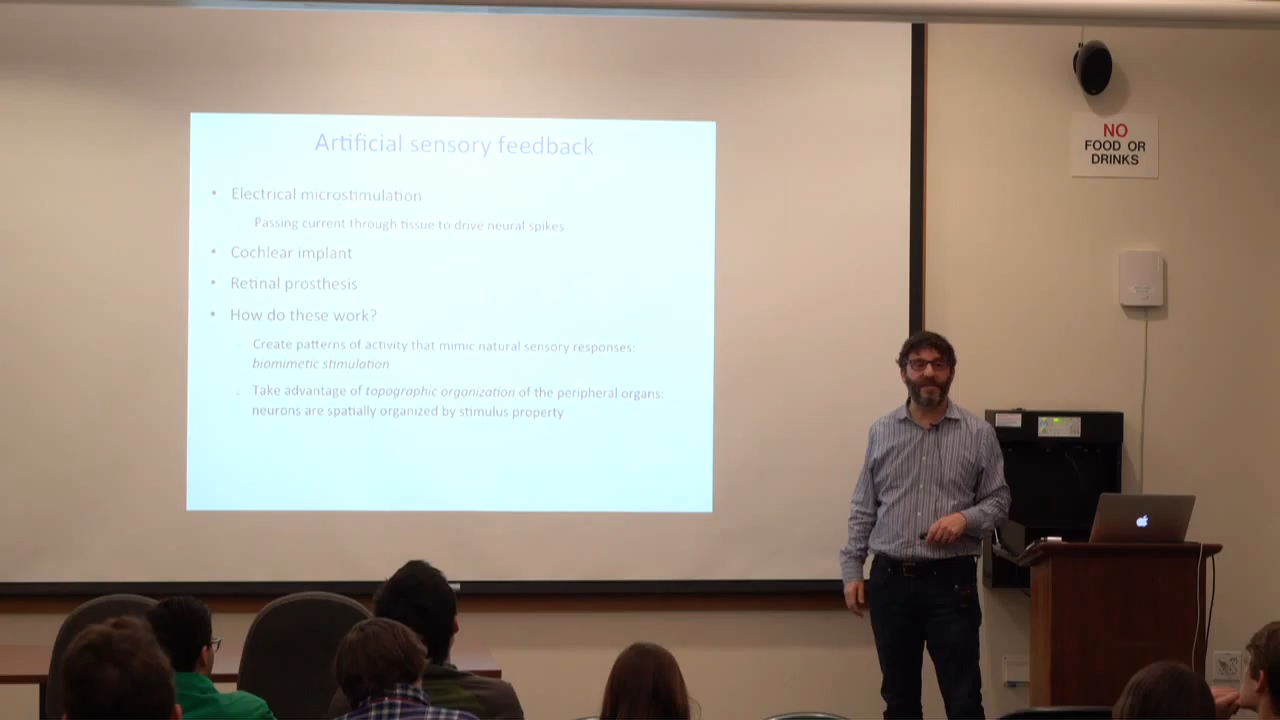 Artificial sensory feedback
• Electrical microstimulation
Passing current through tissue to drive neural spikes
• Cochlear implant
• Retinal prosthesis
• How do these work?
Create patterns of activity that mimic natural sensory responses:
biomimetic stimulation
Take advantage of topographic organization of the peripheral organs:
neurons are spatially organized by stimulus property
NO
FOOD OR
DRINKS